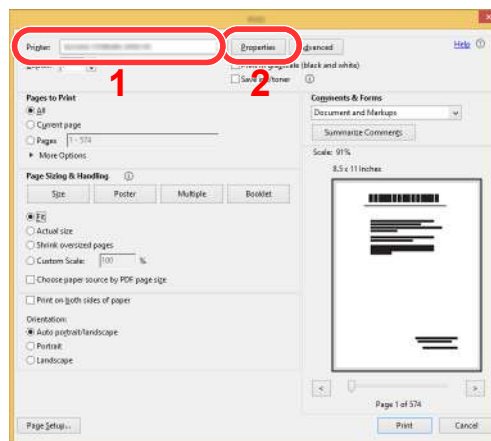 Printer:
Properties
Advanced
Help
1
2
(black and white)
Save ink/toner
Pages to Print
All
Current page
Pages
1 - 574
More Options
Comments & Forms
Document and Markups
Summarize Comments
Scale: 91%
8.5 x 11 Inches
Page Sizing & Handling
Size
Poster
Multiple
Booklet
Fit
Actual size
Shrink oversized pages
Custom Scale:
100
%
Choose paper source by PDF page size
Print on both sides of paper
Orientation:
Auto portrait/landscape
Portrait
Landscape
<
>
Page 1 of 574
Page Setup...
Print
Cancel